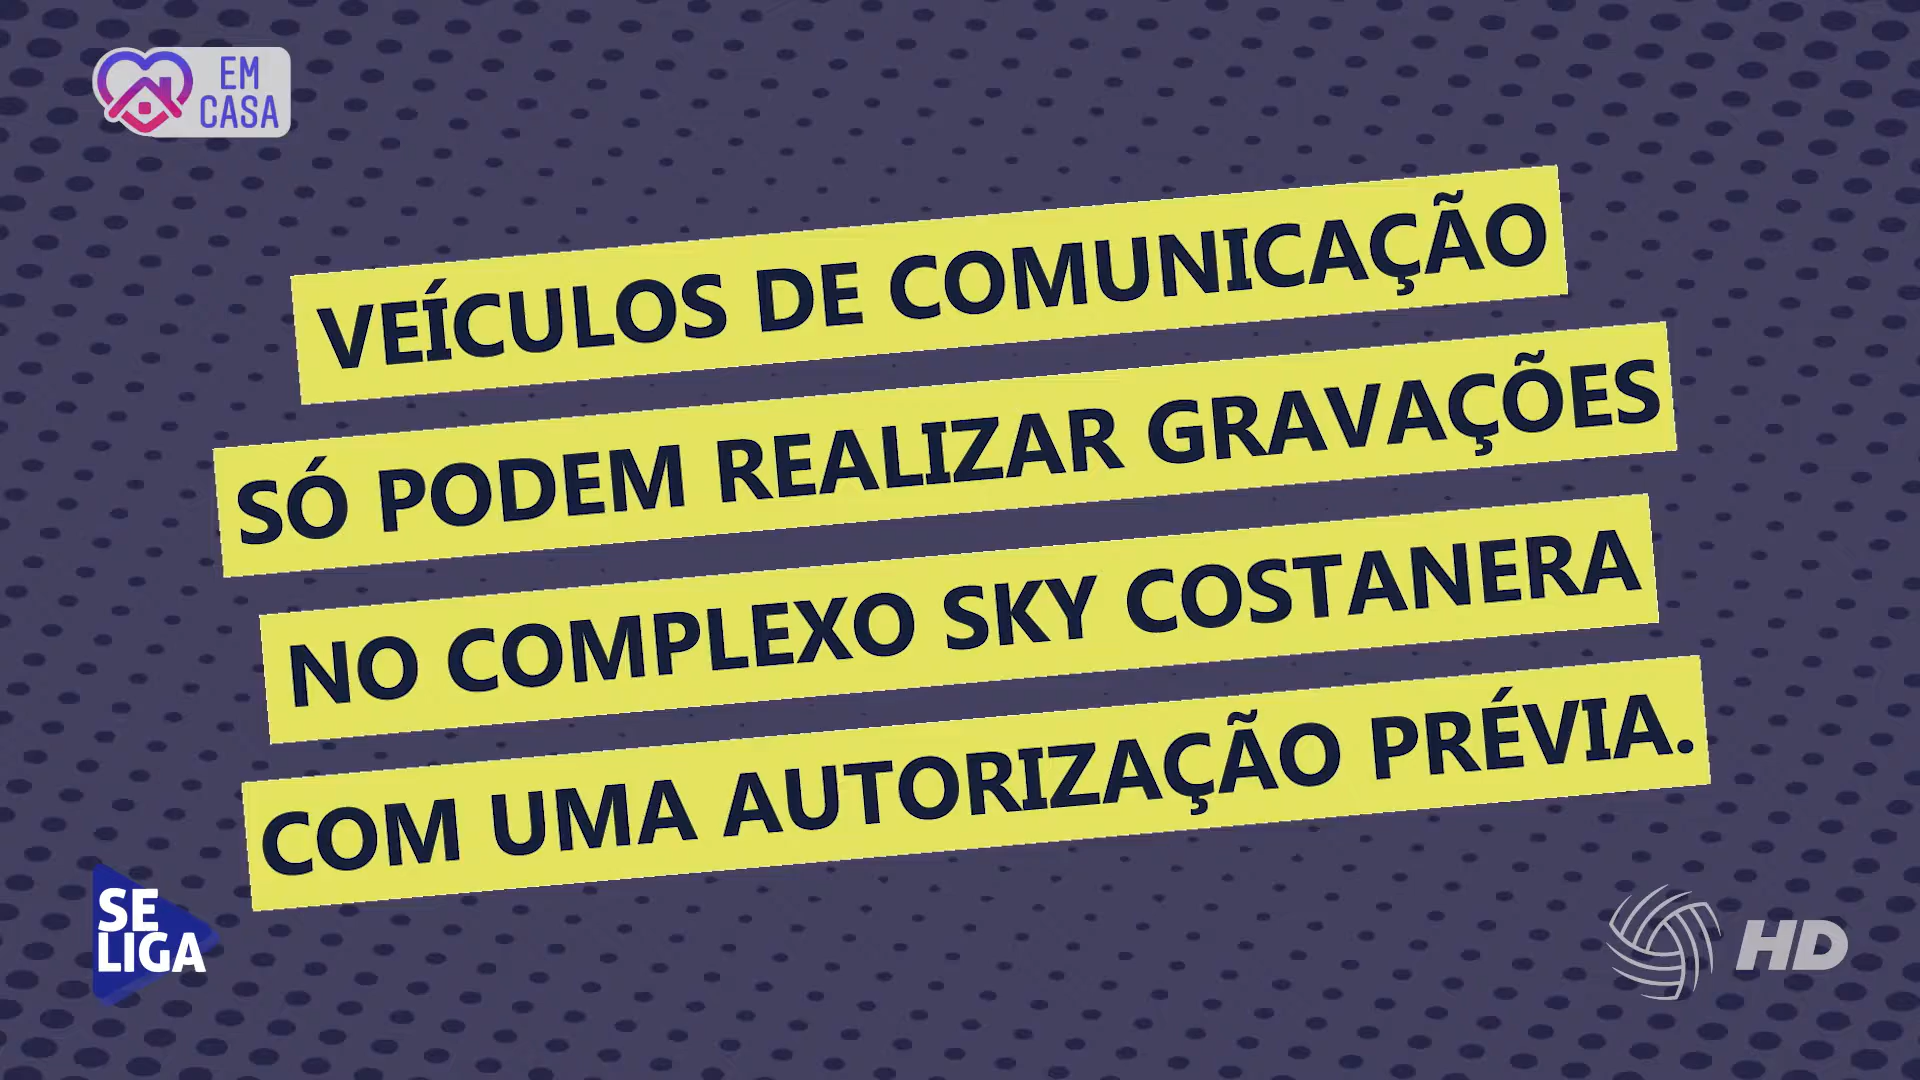 EM
CASA
VEÍCULOS DE COMUNICAÇÃO
SÓ PODEM REALIZAR GRAVAÇÕES
NO COMPLEXO SKY COSTANERA
COM UMA AUTORIZAÇÃO PRÉVIA.
SE
LIGA
HD